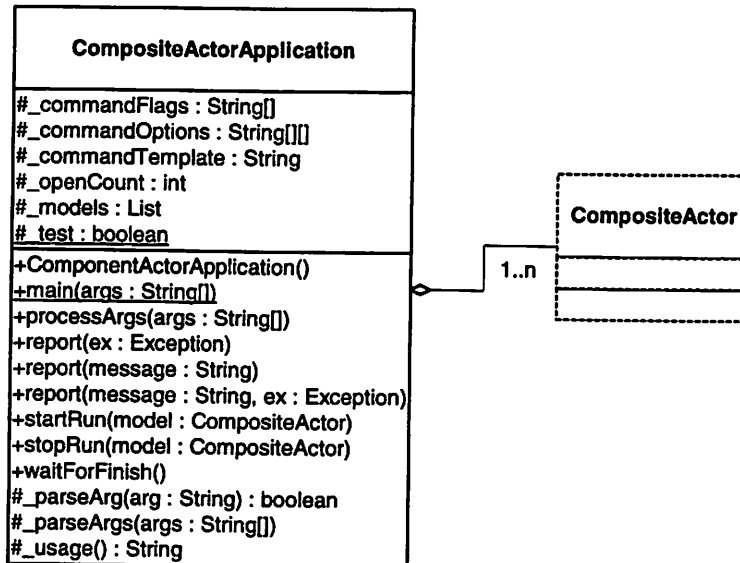 CompositeActorApplication
#_commandFlags : String[]
#_commandOptions : String[][]
#_commandTemplate : String
#_openCount : int
#_models : List
#_test : boolean
+ComponentActorApplication()
+main(args : String[])
+processArgs(args : String[])
+report(ex : Exception)
+report(message : String)
+report(message : String, ex : Exception)
+startRun(model : CompositeActor)
+stopRun(model : CompositeActor)
+waitForFinish()
#_parseArg(arg : String) : boolean
#_parseArgs(args : String[])
#_usage() : String
1..n
CompositeActor